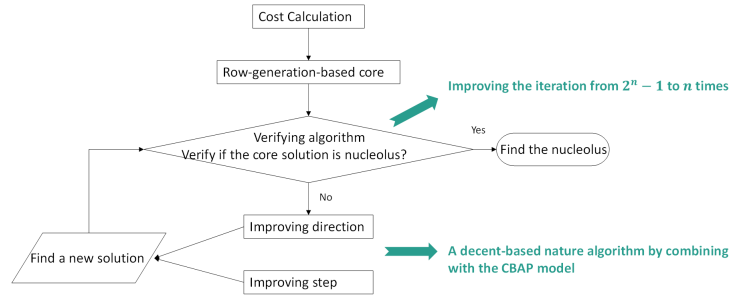 Cost Calculation
Row-generation-based core
Improving the iteration from 2ⁿ − 1 to n times
Verifying algorithm
Verify if the core solution is nucleolus?
Yes
Find the nucleolus
No
Improving direction
Find a new solution
A decent-based nature algorithm by combining
with the CBAP model
Improving step